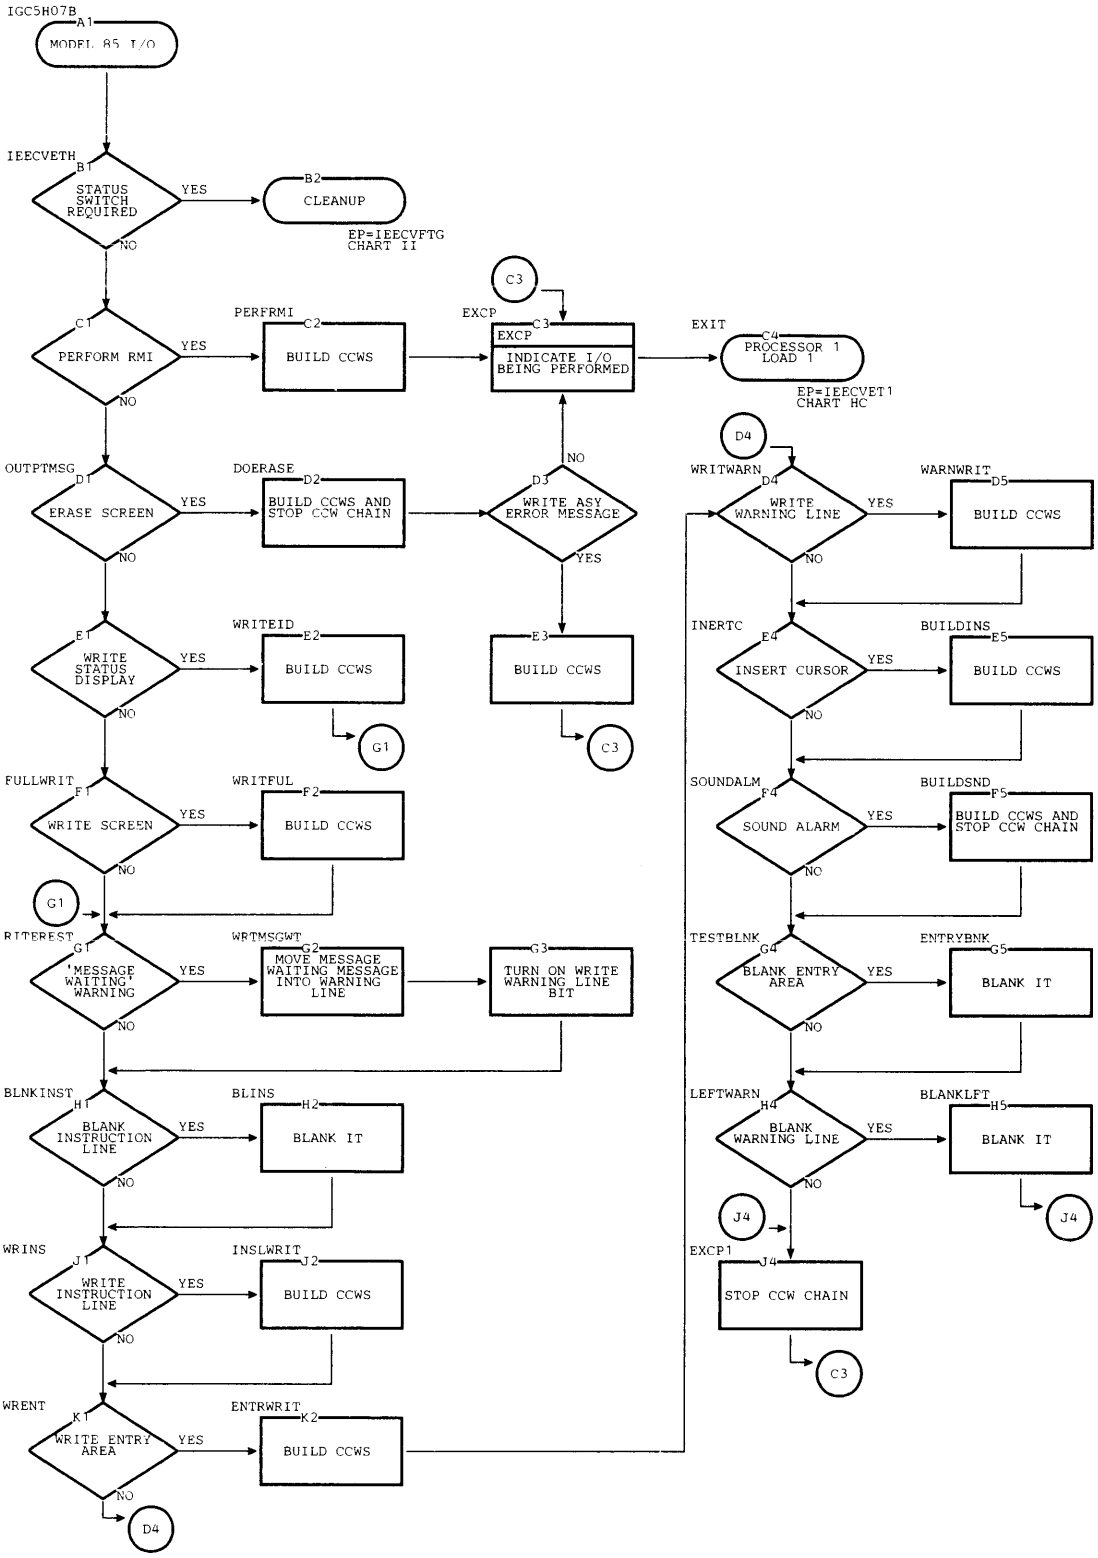 IGC5H07B
A1
MODEL 85 I/O
IEECVETH
B1
STATUS
SWITCH
REQUIRED
YES
NO
B2
CLEANUP
EP=IEECVFTG
CHART II
C3
C1
PERFORM RMI
YES
NO
PERFRMI
C2
BUILD CCWS
EXCP
C3
EXCP
INDICATE I/O
BEING PERFORMED
EXIT
C4
PROCESSOR 1
LOAD 1
EP=IEECVET1
CHART HC
OUTPTMSG
D1
ERASE SCREEN
YES
NO
DOERASE
D2
BUILD CCWS AND
STOP CCW CHAIN
NO
D3
WRITE ASY
ERROR MESSAGE
YES
D4
WRITWARN
D4
WRITE
WARNING LINE
YES
NO
WARNWRIT
D5
BUILD CCWS
E1
WRITE
STATUS
DISPLAY
YES
NO
WRITEID
E2
BUILD CCWS
G1
E3
BUILD CCWS
C3
INERTC
E4
INSERT CURSOR
YES
NO
BUILDINS
E5
BUILD CCWS
FULLWRIT
F1
WRITE SCREEN
YES
NO
WRITFUL
F2
BUILD CCWS
SOUNDALM
F4
SOUND ALARM
YES
NO
BUILDSND
F5
BUILD CCWS AND
STOP CCW CHAIN
G1
RITEREST
G1
'MESSAGE
WAITING'
WARNING
YES
NO
WRTMSGWT
G2
MOVE MESSAGE
WAITING MESSAGE
INTO WARNING
LINE
G3
TURN ON WRITE
WARNING LINE
BIT
TESTBLNK
G4
BLANK ENTRY
AREA
YES
NO
ENTRYBNK
G5
BLANK IT
BLNKINST
H1
BLANK
INSTRUCTION
LINE
YES
NO
BLINS
H2
BLANK IT
LEFTWARN
H4
BLANK
WARNING LINE
YES
NO
BLANKLFT
H5
BLANK IT
J4
J4
WRINS
J1
WRITE
INSTRUCTION
LINE
YES
NO
INSLWRIT
J2
BUILD CCWS
EXCP1
J4
STOP CCW CHAIN
C3
WRENT
K1
WRITE ENTRY
AREA
YES
NO
ENTRWRIT
K2
BUILD CCWS
D4